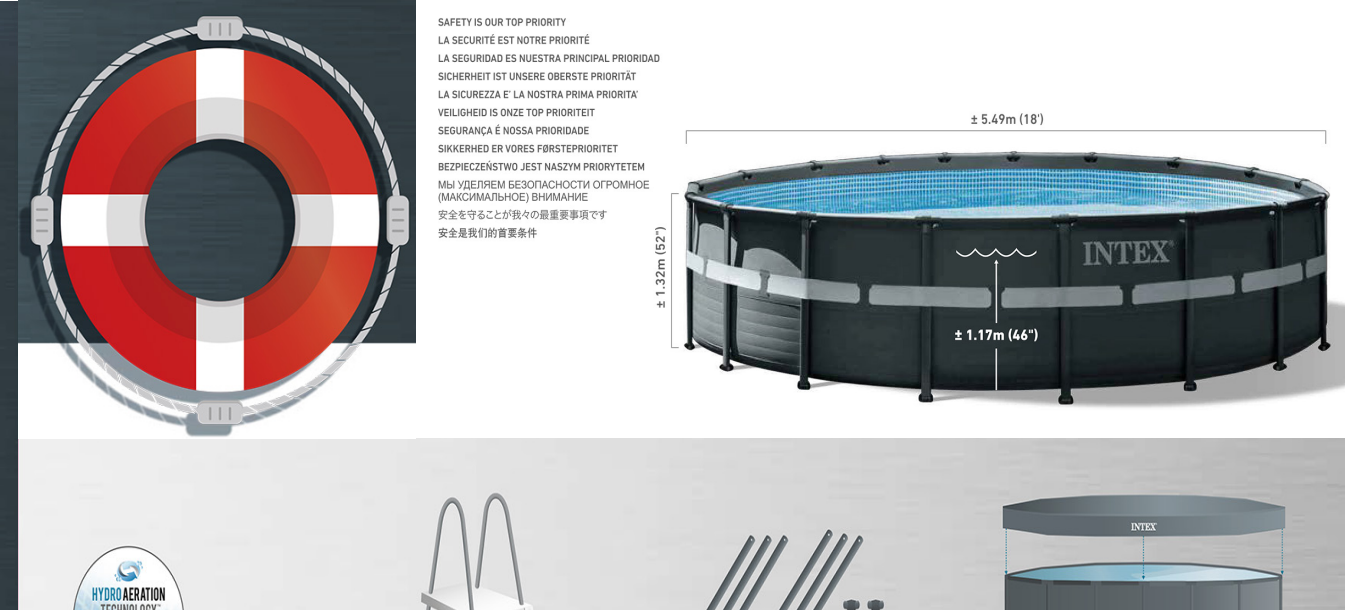 SAFETY IS OUR TOP PRIORITY
LA SECURITÉ EST NOTRE PRIORITÉ
LA SEGURIDAD ES NUESTRA PRINCIPAL PRIORIDAD
SICHERHEIT IST UNSERE OBERSTE PRIORITÄT
LA SICUREZZA E' LA NOSTRA PRIMA PRIORITA'
VEILIGHEID IS ONZE TOP PRIORITEIT
SEGURANÇA É NOSSA PRIORIDADE
SIKKERHED ER VORES FØRSTEPRIORITET
BEZPIECZEŃSTWO JEST NASZYM PRIORYTETEM
МЫ УДЕЛЯЕМ БЕЗОПАСНОСТИ ОГРОМНОЕ
(МАКСИМАЛЬНОЕ) ВНИМАНИЕ
安全を守ることが我々の最重要事項です
安全是我们的首要条件
± 5.49m (18')
± 1.32m (52")
INTEX®
± 1.17m (46")
INTEX®
HYDROAERATION
TECHNOLOGY™